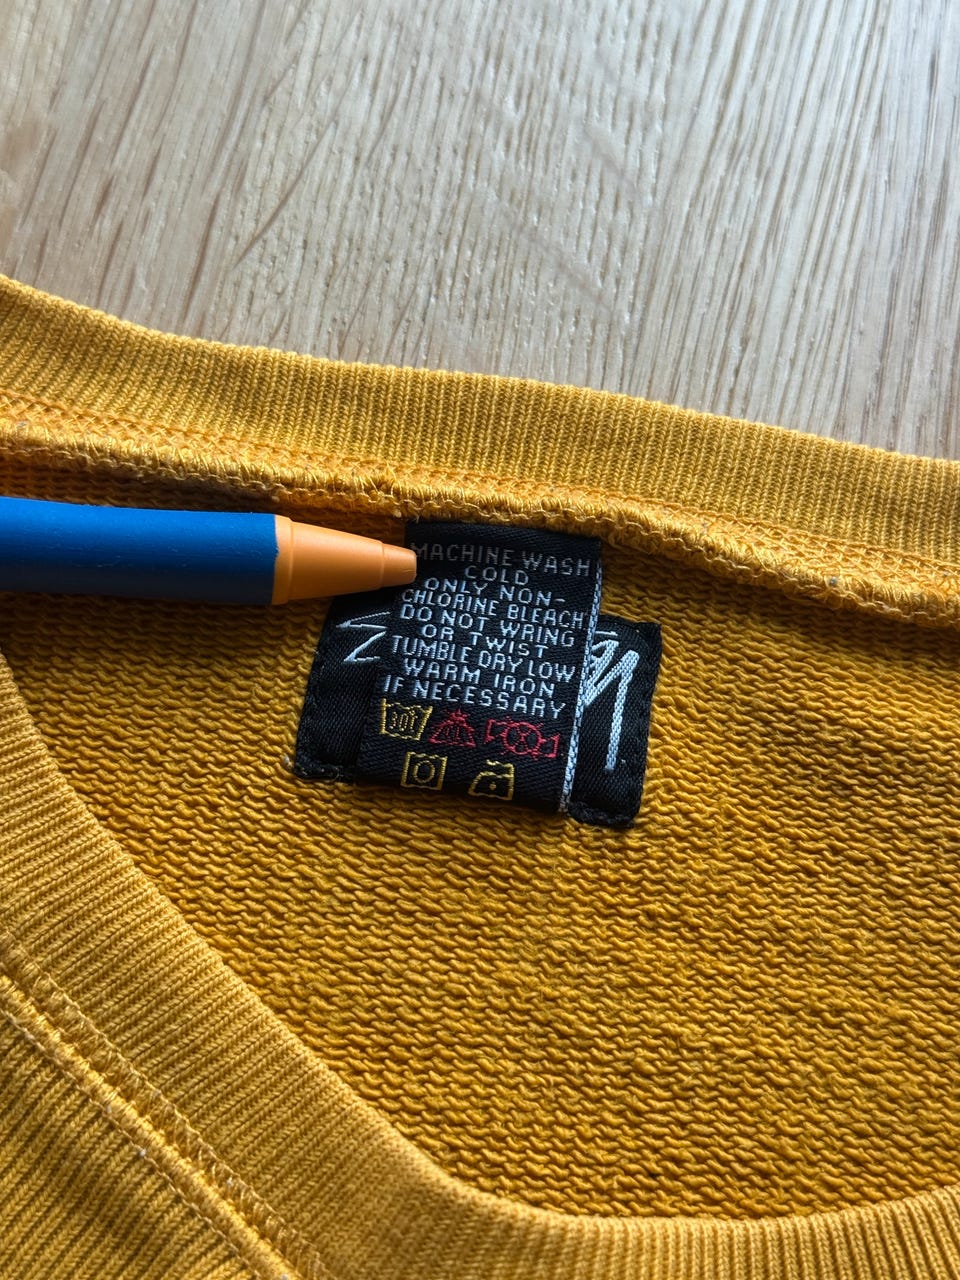 MACHINE WASH
COLD
ONLY NON-
CHLORINE BLEACH
DO NOT WRING
OR TWIST
TUMBLE DRY LOW
WARM IRON
IF NECESSARY